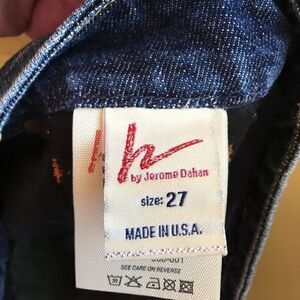 h
by Jerome Dahan
size: 27
MADE IN U.S.A.
SEE CARE ON REVERSE